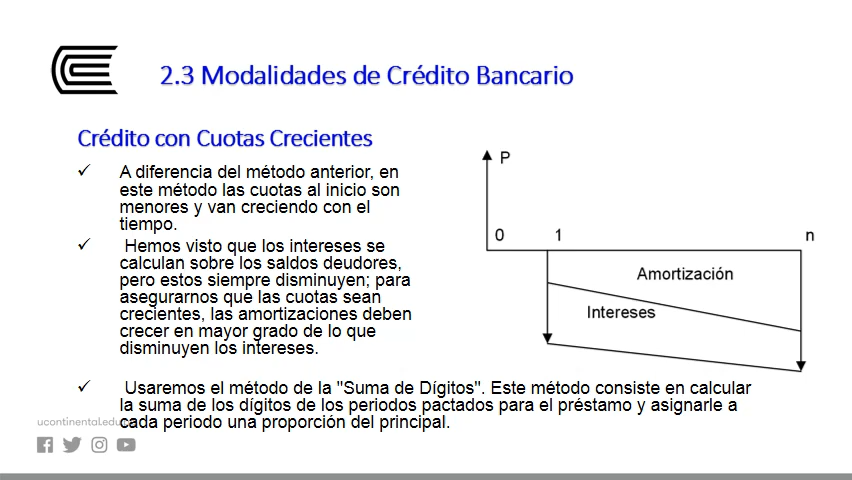 2.3 Modalidades de Crédito Bancario
Crédito con Cuotas Crecientes
✓ A diferencia del método anterior, en
este método las cuotas al inicio son
menores y van creciendo con el
tiempo.
✓ Hemos visto que los intereses se
calculan sobre los saldos deudores,
pero estos siempre disminuyen; para
asegurarnos que las cuotas sean
crecientes, las amortizaciones deben
crecer en mayor grado de lo que
disminuyen los intereses.
P
0 1 n
Amortización
Intereses
✓ Usaremos el método de la "Suma de Dígitos". Este método consiste en calcular
la suma de los dígitos de los periodos pactados para el préstamo y asignarle a
cada periodo una proporción del principal.